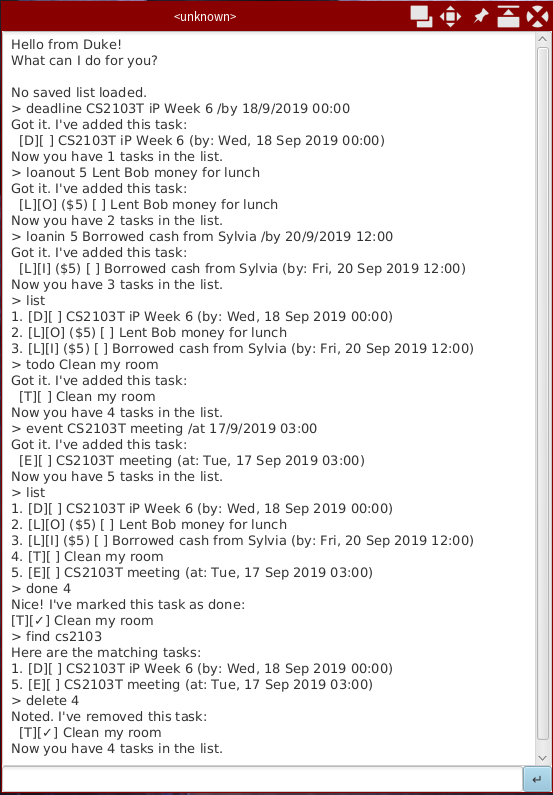 <unknown>
Hello from Duke!
What can I do for you?
No saved list loaded.
> deadline CS2103T iP Week 6 /by 18/9/2019 00:00
Got it. I've added this task:
[D][ ] CS2103T iP Week 6 (by: Wed, 18 Sep 2019 00:00)
Now you have 1 tasks in the list.
> loanout 5 Lent Bob money for lunch
Got it. I've added this task:
[L][O] ($5) [ ] Lent Bob money for lunch
Now you have 2 tasks in the list.
> loanin 5 Borrowed cash from Sylvia /by 20/9/2019 12:00
Got it. I've added this task:
[L][I] ($5) [ ] Borrowed cash from Sylvia (by: Fri, 20 Sep 2019 12:00)
Now you have 3 tasks in the list.
> list
1. [D][ ] CS2103T iP Week 6 (by: Wed, 18 Sep 2019 00:00)
2. [L][O] ($5) [ ] Lent Bob money for lunch
3. [L][I] ($5) [ ] Borrowed cash from Sylvia (by: Fri, 20 Sep 2019 12:00)
> todo Clean my room
Got it. I've added this task:
[T][ ] Clean my room
Now you have 4 tasks in the list.
> event CS2103T meeting /at 17/9/2019 03:00
Got it. I've added this task:
[E][ ] CS2103T meeting (at: Tue, 17 Sep 2019 03:00)
Now you have 5 tasks in the list.
> list
1. [D][ ] CS2103T iP Week 6 (by: Wed, 18 Sep 2019 00:00)
2. [L][O] ($5) [ ] Lent Bob money for lunch
3. [L][I] ($5) [ ] Borrowed cash from Sylvia (by: Fri, 20 Sep 2019 12:00)
4. [T][ ] Clean my room
5. [E][ ] CS2103T meeting (at: Tue, 17 Sep 2019 03:00)
> done 4
Nice! I've marked this task as done:
[T][✓] Clean my room
> find cs2103
Here are the matching tasks:
1. [D][ ] CS2103T iP Week 6 (by: Wed, 18 Sep 2019 00:00)
5. [E][ ] CS2103T meeting (at: Tue, 17 Sep 2019 03:00)
> delete 4
Noted. I've removed this task:
[T][✓] Clean my room
Now you have 4 tasks in the list.
↵